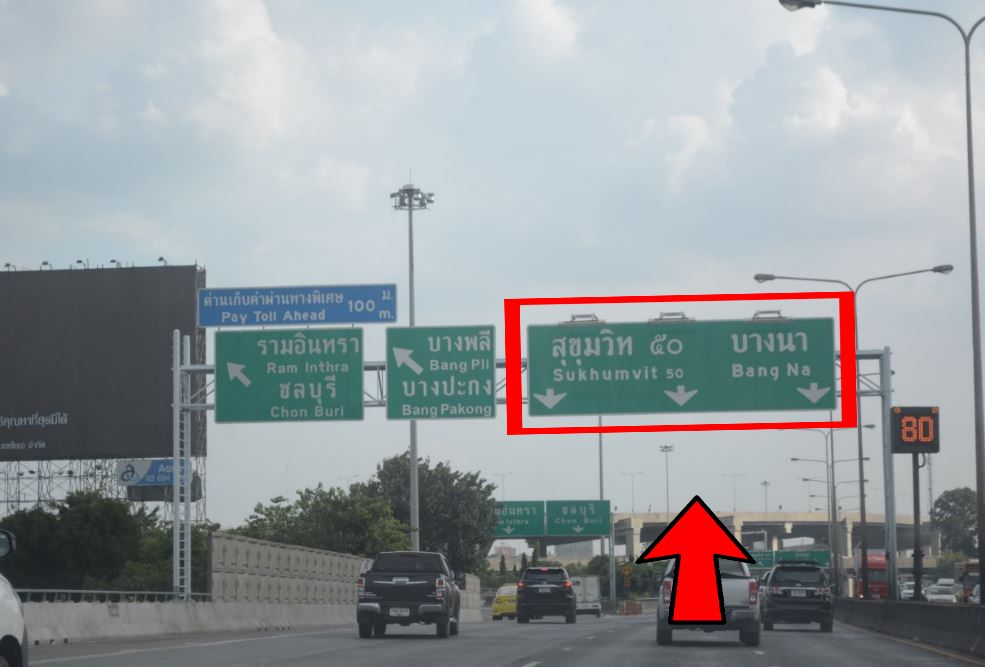 ด่านเก็บค่าผ่านทางพิเศษ 100 ม.
Pay Toll Ahead 100 m.
รามอินทรา
Ram Inthra
ชลบุรี
Chon Buri
บางพลี
Bang Pli
บางปะกง
Bang Pakong
สุขุมวิท ๕๐ บางนา
Sukhumvit 50 Bang Na
80
ชลบุรี
Chon Buri